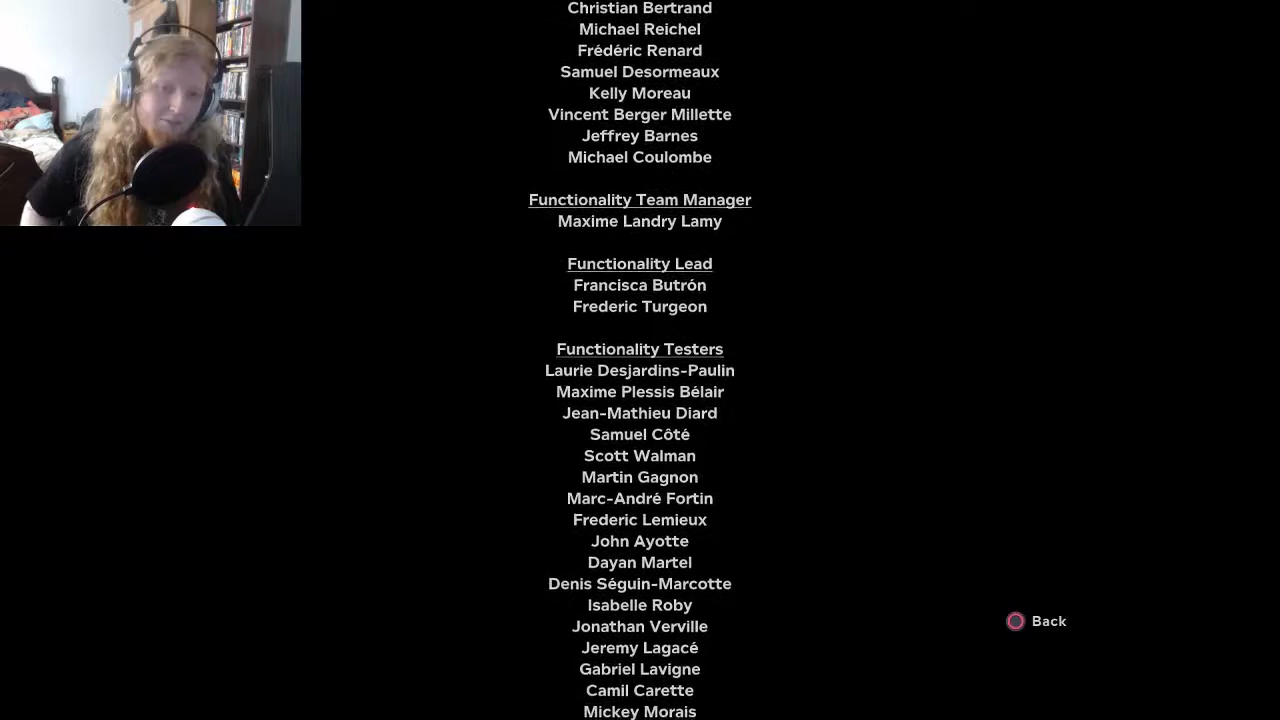 Christian Bertrand
Michael Reichel
Frédéric Renard
Samuel Desormeaux
Kelly Moreau
Vincent Berger Millette
Jeffrey Barnes
Michael Coulombe
Functionality Team Manager
Maxime Landry Lamy
Functionality Lead
Francisca Butrón
Frederic Turgeon
Functionality Testers
Laurie Desjardins-Paulin
Maxime Plessis Bélair
Jean-Mathieu Diard
Samuel Côté
Scott Walman
Martin Gagnon
Marc-André Fortin
Frederic Lemieux
John Ayotte
Dayan Martel
Denis Séguin-Marcotte
Isabelle Roby
Back
Jonathan Verville
Jeremy Lagacé
Gabriel Lavigne
Camil Carette
Mickey Morais